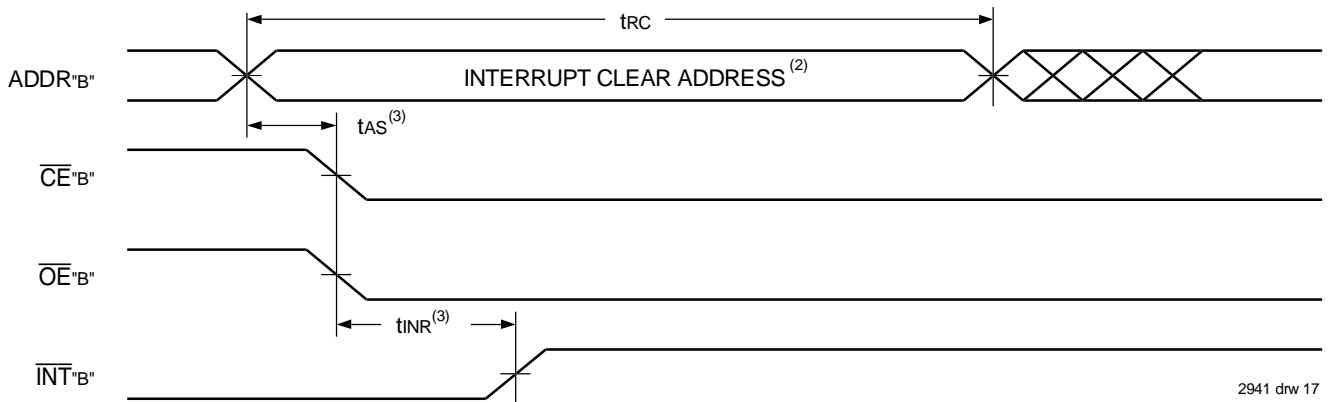 tRC
ADDR"B"
INTERRUPT CLEAR ADDRESS (2)
tAS(3)
CE"B"
OE"B"
tINR(3)
INT"B"
2941 drw 17